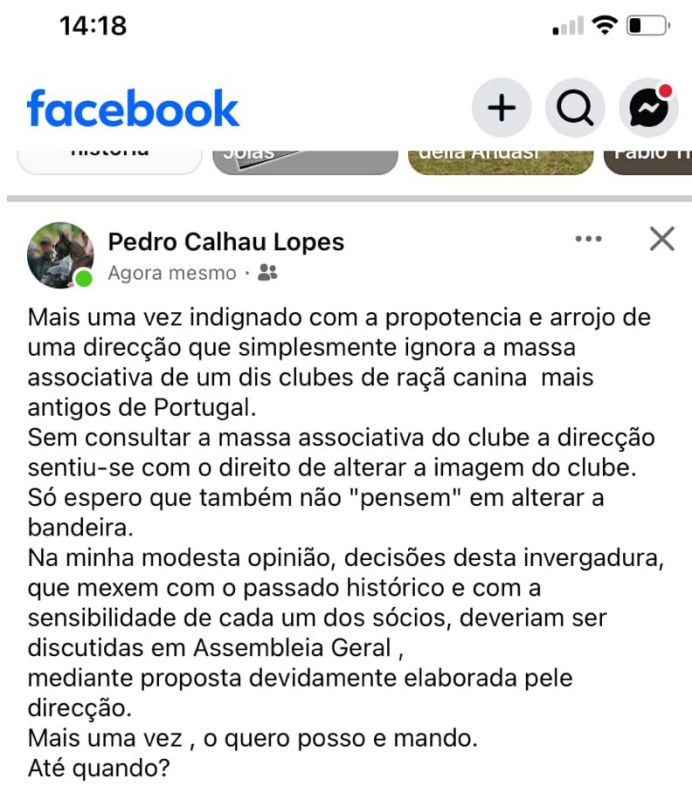 14:18
facebook
história
Joias
della Andasi
Pedro Calhau Lopes
Agora mesmo ·
Mais uma vez indignado com a propotencia e arrojo de
uma direcção que simplesmente ignora a massa
associativa de um dis clubes de raçã canina  mais
antigos de Portugal.
Sem consultar a massa associativa do clube a direcção
sentiu-se com o direito de alterar a imagem do clube.
Só espero que também não "pensem" em alterar a
bandeira.
Na minha modesta opinião, decisões desta invergadura,
que mexem com o passado histórico e com a
sensibilidade de cada um dos sócios, deveriam ser
discutidas em Assembleia Geral ,
mediante proposta devidamente elaborada pele
direcção.
Mais uma vez , o quero posso e mando.
Até quando?